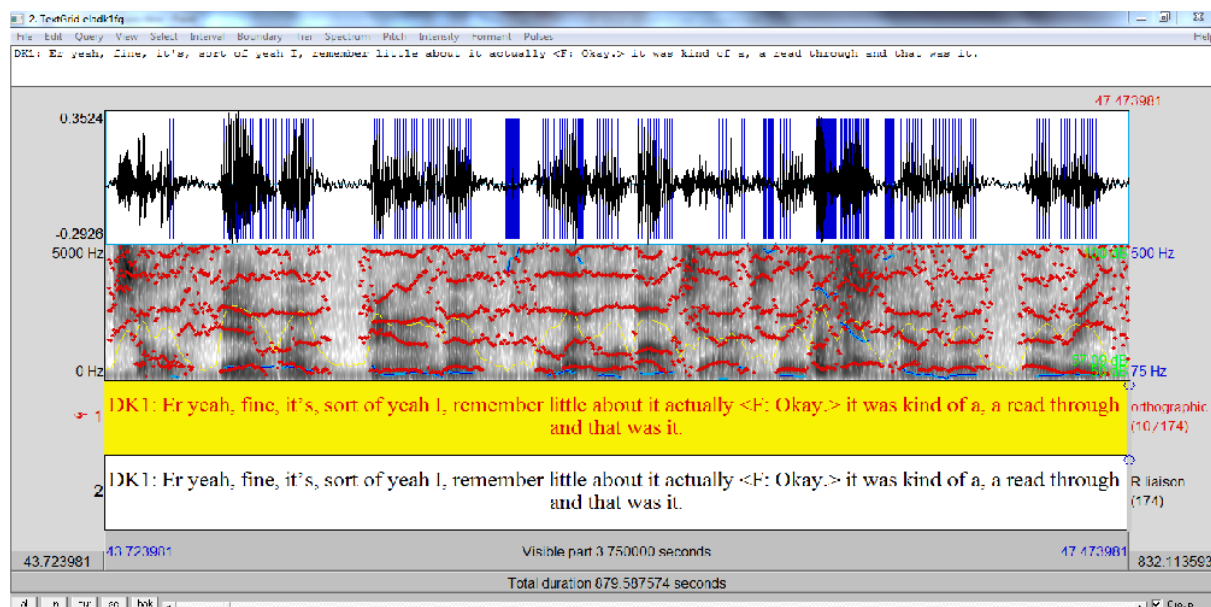 2. TextGrid eladk1fq
File Edit Query View Select Interval Boundary Tier Spectrum Pitch Intensity Formant Pulses Help
DK1: Er yeah, fine, it's, sort of yeah I, remember little about it actually <F: Okay.> it was kind of a, a read through and that was it.
47.473981
0.3524
-0.2926
5000 Hz
500 Hz
0 Hz
75 Hz
DK1: Er yeah, fine, it's, sort of yeah I, remember little about it actually <F: Okay.> it was kind of a, a read through
and that was it.
1
orthographic
(10/174)
DK1: Er yeah, fine, it's, sort of yeah I, remember little about it actually <F: Okay.> it was kind of a, a read through
and that was it.
2
R liaison
(174)
43.723981
43.723981
Visible part 3.750000 seconds
47.473981
832.113593
Total duration 879.587574 seconds
Group